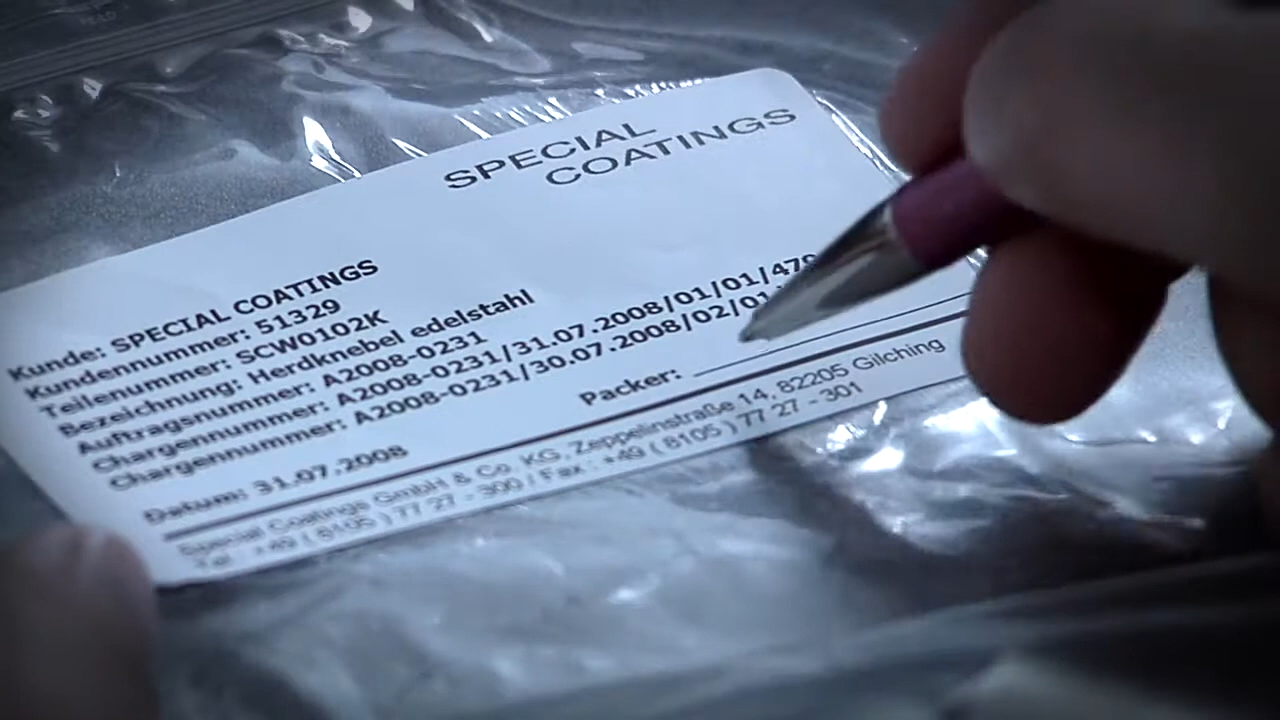 SPECIAL
COATINGS
Kunde: SPECIAL COATINGS
Kundennummer: 51329
Teilenummer: SCW0102K
Bezeichnung: Herdknebel edelstahl
Auftragsnummer: A2008-0231
Chargennummer: A2008-0231/31.07.2008/01/01/479
Chargennummer: A2008-0231/30.07.2008/02/01
Packer:
Datum: 31.07.2008
Special Coatings GmbH & Co. KG, Zeppelinstraße 14, 82205 Gilching
Tel : +49 ( 8105 ) 77 27 - 300 / Fax : +49 ( 8105 ) 77 27 - 301